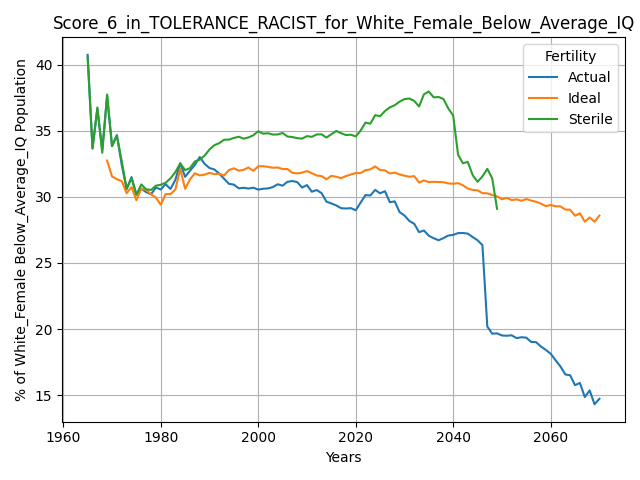 Score_6_in_TOLERANCE_RACIST_for_White_Female_Below_Average_IQ
% of White_Female Below_Average_IQ Population
40
35
30
25
20
15
Fertility
Actual
Ideal
Sterile
1960
1980
2000
2020
2040
2060
Years